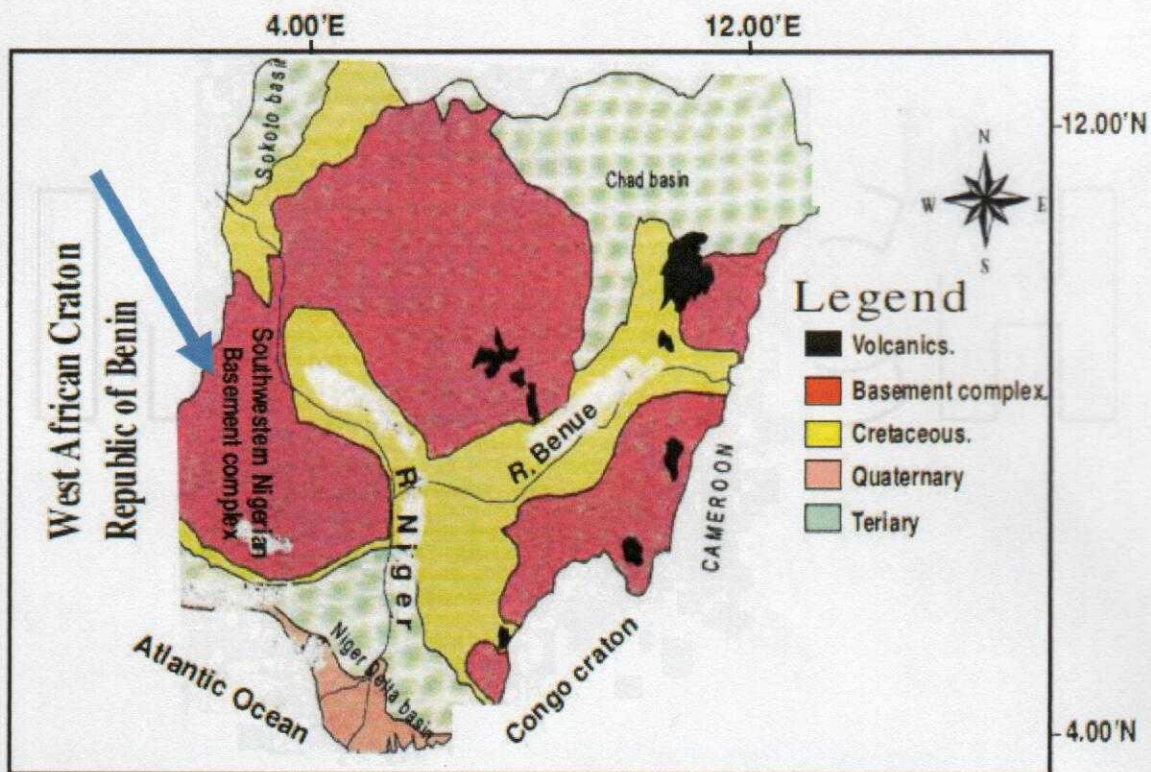 4.00'E
12.00'E
12.00'N
Sokoto basin
Chad basin
N
W
E
S
West African Craton
Republic of Benin
Southwestern Nigerian
Basement complex
Legend
Volcanics.
Basement complex.
Cretaceous.
Quaternary
Teriary
R. Benue
R Niger
CAMEROON
Niger Delta basin
Atlantic Ocean
Congo craton
4.00'N